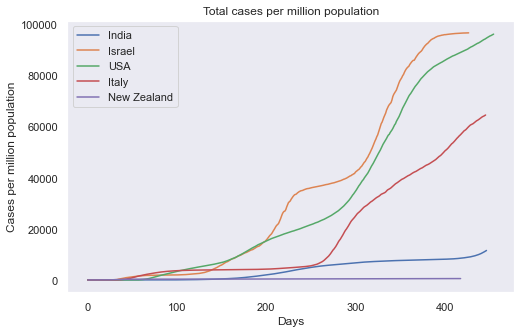 Total cases per million population
India
Israel
USA
Italy
New Zealand
Cases per million population
100000
80000
60000
40000
20000
0
0 100 200 300 400
Days